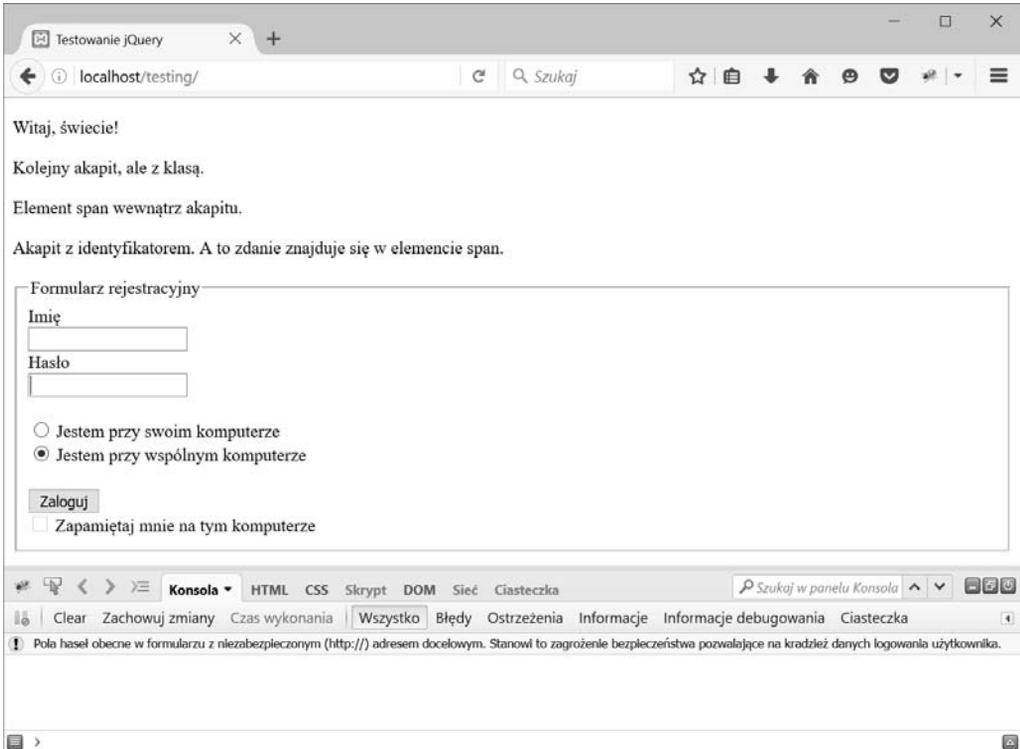 Testowanie jQuery
localhost/testing/
Szukaj
Witaj, świecie!
Kolejny akapit, ale z klasą.
Element span wewnątrz akapitu.
Akapit z identyfikatorem. A to zdanie znajduje się w elemencie span.
Formularz rejestracyjny
Imię
Hasło
Jestem przy swoim komputerze
Jestem przy wspólnym komputerze
Zaloguj
Zapamiętaj mnie na tym komputerze
Konsola HTML CSS Skrypt DOM Sieć Ciasteczka Szukaj w panelu Konsola
Clear Zachowuj zmiany Czas wykonania Wszystko Błędy Ostrzeżenia Informacje Informacje debugowania Ciasteczka
Pola haseł obecne w formularzu z niezabezpieczonym (http://) adresem docelowym. Stanowi to zagrożenie bezpieczeństwa pozwalające na kradzież danych logowania użytkownika.